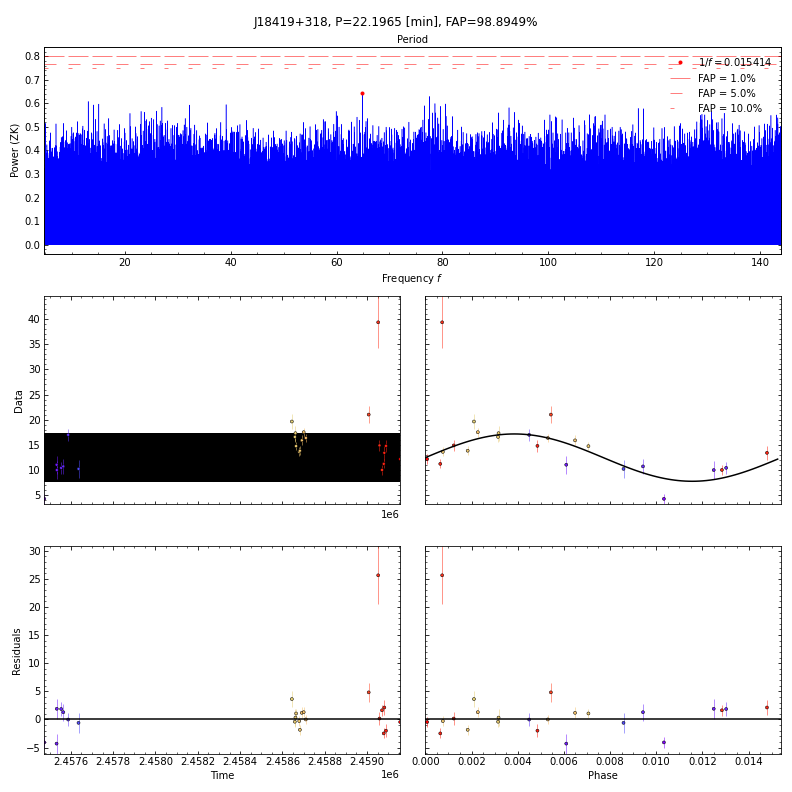 J18419+318, P=22.1965 [min], FAP=98.8949%
Period
Power (ZK)
0.8
0.7
0.6
0.5
0.4
0.3
0.2
0.1
0.0
1/f = 0.015414
FAP = 1.0%
FAP = 5.0%
FAP = 10.0%
20 40 60 80 100 120 140
Frequency f
Data
40
35
30
25
20
15
10
5
1e6
Residuals
30
25
20
15
10
5
0
−5
2.4576 2.4578 2.4580 2.4582 2.4584 2.4586 2.4588 2.4590
Time
1e6
0.000 0.002 0.004 0.006 0.008 0.010 0.012 0.014
Phase